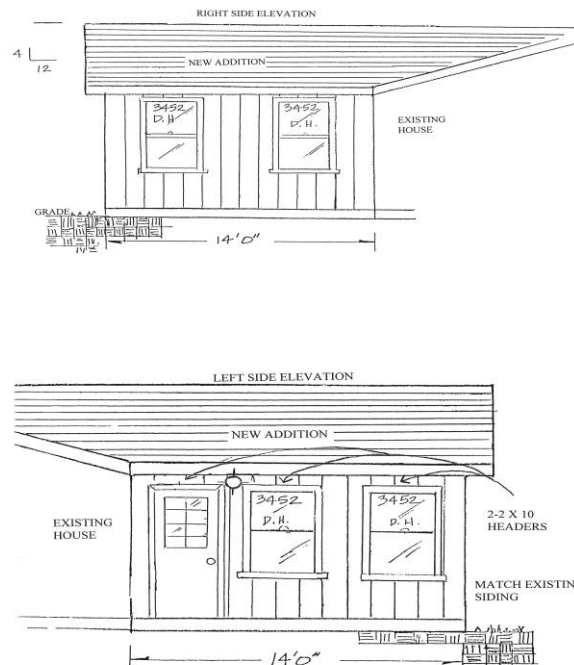 RIGHT SIDE ELEVATION
4
12
NEW ADDITION
3452
D.H
3452
D.H.
EXISTING
HOUSE
GRADE
14'0"
LEFT SIDE ELEVATION
NEW ADDITION
3452
D.H.
3452
D.H.
EXISTING
HOUSE
2-2 X 10
HEADERS
MATCH EXISTIN
SIDING
14'0"